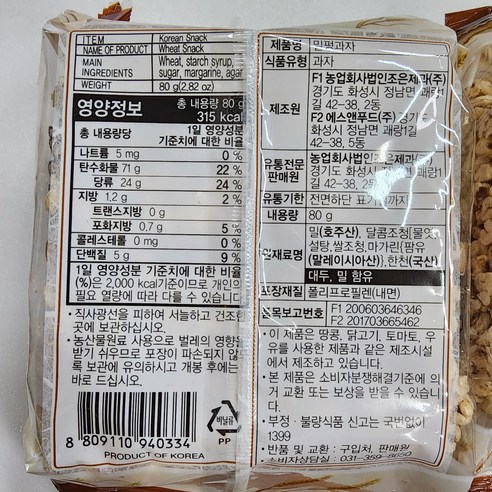 ITEM Korean Snack
NAME OF PRODUCT Wheat Snack
MAIN INGREDIENTS Wheat, starch syrup, sugar, margarine, agar
WEIGHT 80 g (2.82 oz)
영양정보 총 내용량 80 g
315 kcal
총 내용량당 1일 영양성분 기준치에 대한 비율
나트륨 5 mg 0 %
탄수화물 71 g 22 %
당류 24 g 24 %
지방 1.2 g 2 %
트랜스지방 0 g
포화지방 0.7 g 5 %
콜레스테롤 0 mg 0 %
단백질 5 g 9 %
1일 영양성분 기준치에 대한 비율
(%)은 2,000 kcal기준이므로 개인의
필요 열량에 따라 다를 수 있습니다.
• 직사광선을 피하여 서늘하고 건조한
곳에 보관하십시오.
• 농산물원료 사용으로 벌레의 영향을
받기 쉬우므로 포장이 파손되지 않도
록 보관에 유의하시고 개봉 후에는
바로 드십시오.
8 809110 940334
PRODUCT OF KOREA
비닐류
PP
제품명 밀펑과자
식품유형 과자
제조원 F1 농업회사법인조은제과(주)
경기도 화성시 정남면 괘랑1
길 42-38, 2동
F2 에스앤푸드(주) 경기도
화성시 정남면 괘랑1길
42-38, 2동
유통전문판매원 농업회사법인조은제과(주)
경기도 화성시 정남면 괘랑1
길 42-38, 2동
유통기한 전면하단 표기일까지
내용량 80 g
원재료명 밀(호주산), 달콤조청[물엿,
설탕, 쌀조청, 마가린(팜유
(말레이시아산)], 한천(국산)
대두, 밀 함유
포장재질 폴리프로필렌(내면)
품목보고번호 F1 200603646346
F2 201703665462
• 이 제품은 땅콩, 닭고기, 토마토, 우
유를 사용한 제품과 같은 제조시설
에서 제조하고 있습니다.
• 본 제품은 소비자분쟁해결기준에 의
거 교환 또는 보상을 받을 수 있습니다.
• 부정 · 불량식품 신고는 국번없이
1399
• 반품 및 교환 : 구입처, 판매원
• 소비자상담실 : 031-359-